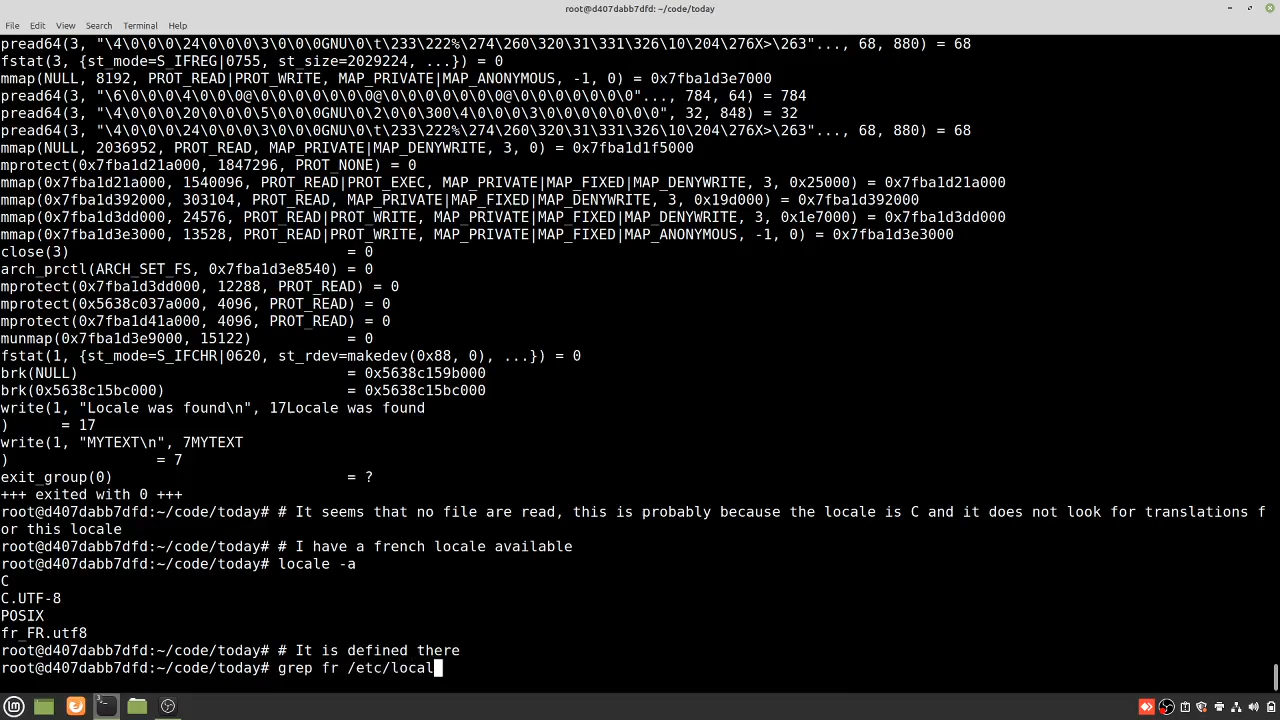 root@d407dabb7dfd: ~/code/today
File Edit View Search Terminal Help
pread64(3, "\4\0\0\0\24\0\0\0\3\0\0\0GNU\0\t\233\222%\274\260\320\31\331\326\10\204\276X>\263"..., 68, 880) = 68
fstat(3, {st_mode=S_IFREG|0755, st_size=2029224, ...}) = 0
mmap(NULL, 8192, PROT_READ|PROT_WRITE, MAP_PRIVATE|MAP_ANONYMOUS, -1, 0) = 0x7fba1d3e7000
pread64(3, "\6\0\0\0\4\0\0\0@\0\0\0\0\0\0\0@\0\0\0\0\0\0\0@\0\0\0\0\0\0\0"..., 784, 64) = 784
pread64(3, "\4\0\0\0\20\0\0\0\5\0\0\0GNU\0\2\0\0\300\4\0\0\0\3\0\0\0\0\0\0\0", 32, 848) = 32
pread64(3, "\4\0\0\0\24\0\0\0\3\0\0\0GNU\0\t\233\222%\274\260\320\31\331\326\10\204\276X>\263"..., 68, 880) = 68
mmap(NULL, 2036952, PROT_READ, MAP_PRIVATE|MAP_DENYWRITE, 3, 0) = 0x7fba1d1f5000
mprotect(0x7fba1d21a000, 1847296, PROT_NONE) = 0
mmap(0x7fba1d21a000, 1540096, PROT_READ|PROT_EXEC, MAP_PRIVATE|MAP_FIXED|MAP_DENYWRITE, 3, 0x25000) = 0x7fba1d21a000
mmap(0x7fba1d392000, 303104, PROT_READ, MAP_PRIVATE|MAP_FIXED|MAP_DENYWRITE, 3, 0x19d000) = 0x7fba1d392000
mmap(0x7fba1d3dd000, 24576, PROT_READ|PROT_WRITE, MAP_PRIVATE|MAP_FIXED|MAP_DENYWRITE, 3, 0x1e7000) = 0x7fba1d3dd000
mmap(0x7fba1d3e3000, 13528, PROT_READ|PROT_WRITE, MAP_PRIVATE|MAP_FIXED|MAP_ANONYMOUS, -1, 0) = 0x7fba1d3e3000
close(3) = 0
arch_prctl(ARCH_SET_FS, 0x7fba1d3e8540) = 0
mprotect(0x7fba1d3dd000, 12288, PROT_READ) = 0
mprotect(0x5638c037a000, 4096, PROT_READ) = 0
mprotect(0x7fba1d41a000, 4096, PROT_READ) = 0
munmap(0x7fba1d3e9000, 15122) = 0
fstat(1, {st_mode=S_IFCHR|0620, st_rdev=makedev(0x88, 0), ...}) = 0
brk(NULL) = 0x5638c159b000
brk(0x5638c15bc000) = 0x5638c15bc000
write(1, "Locale was found\n", 17Locale was found
) = 17
write(1, "MYTEXT\n", 7MYTEXT
) = 7
exit_group(0) = ?
+++ exited with 0 +++
root@d407dabb7dfd:~/code/today# # It seems that no file are read, this is probably because the locale is C and it does not look for translations f
or this locale
root@d407dabb7dfd:~/code/today# # I have a french locale available
root@d407dabb7dfd:~/code/today# locale -a
C
C.UTF-8
POSIX
fr_FR.utf8
root@d407dabb7dfd:~/code/today# # It is defined there
root@d407dabb7dfd:~/code/today# grep fr /etc/local